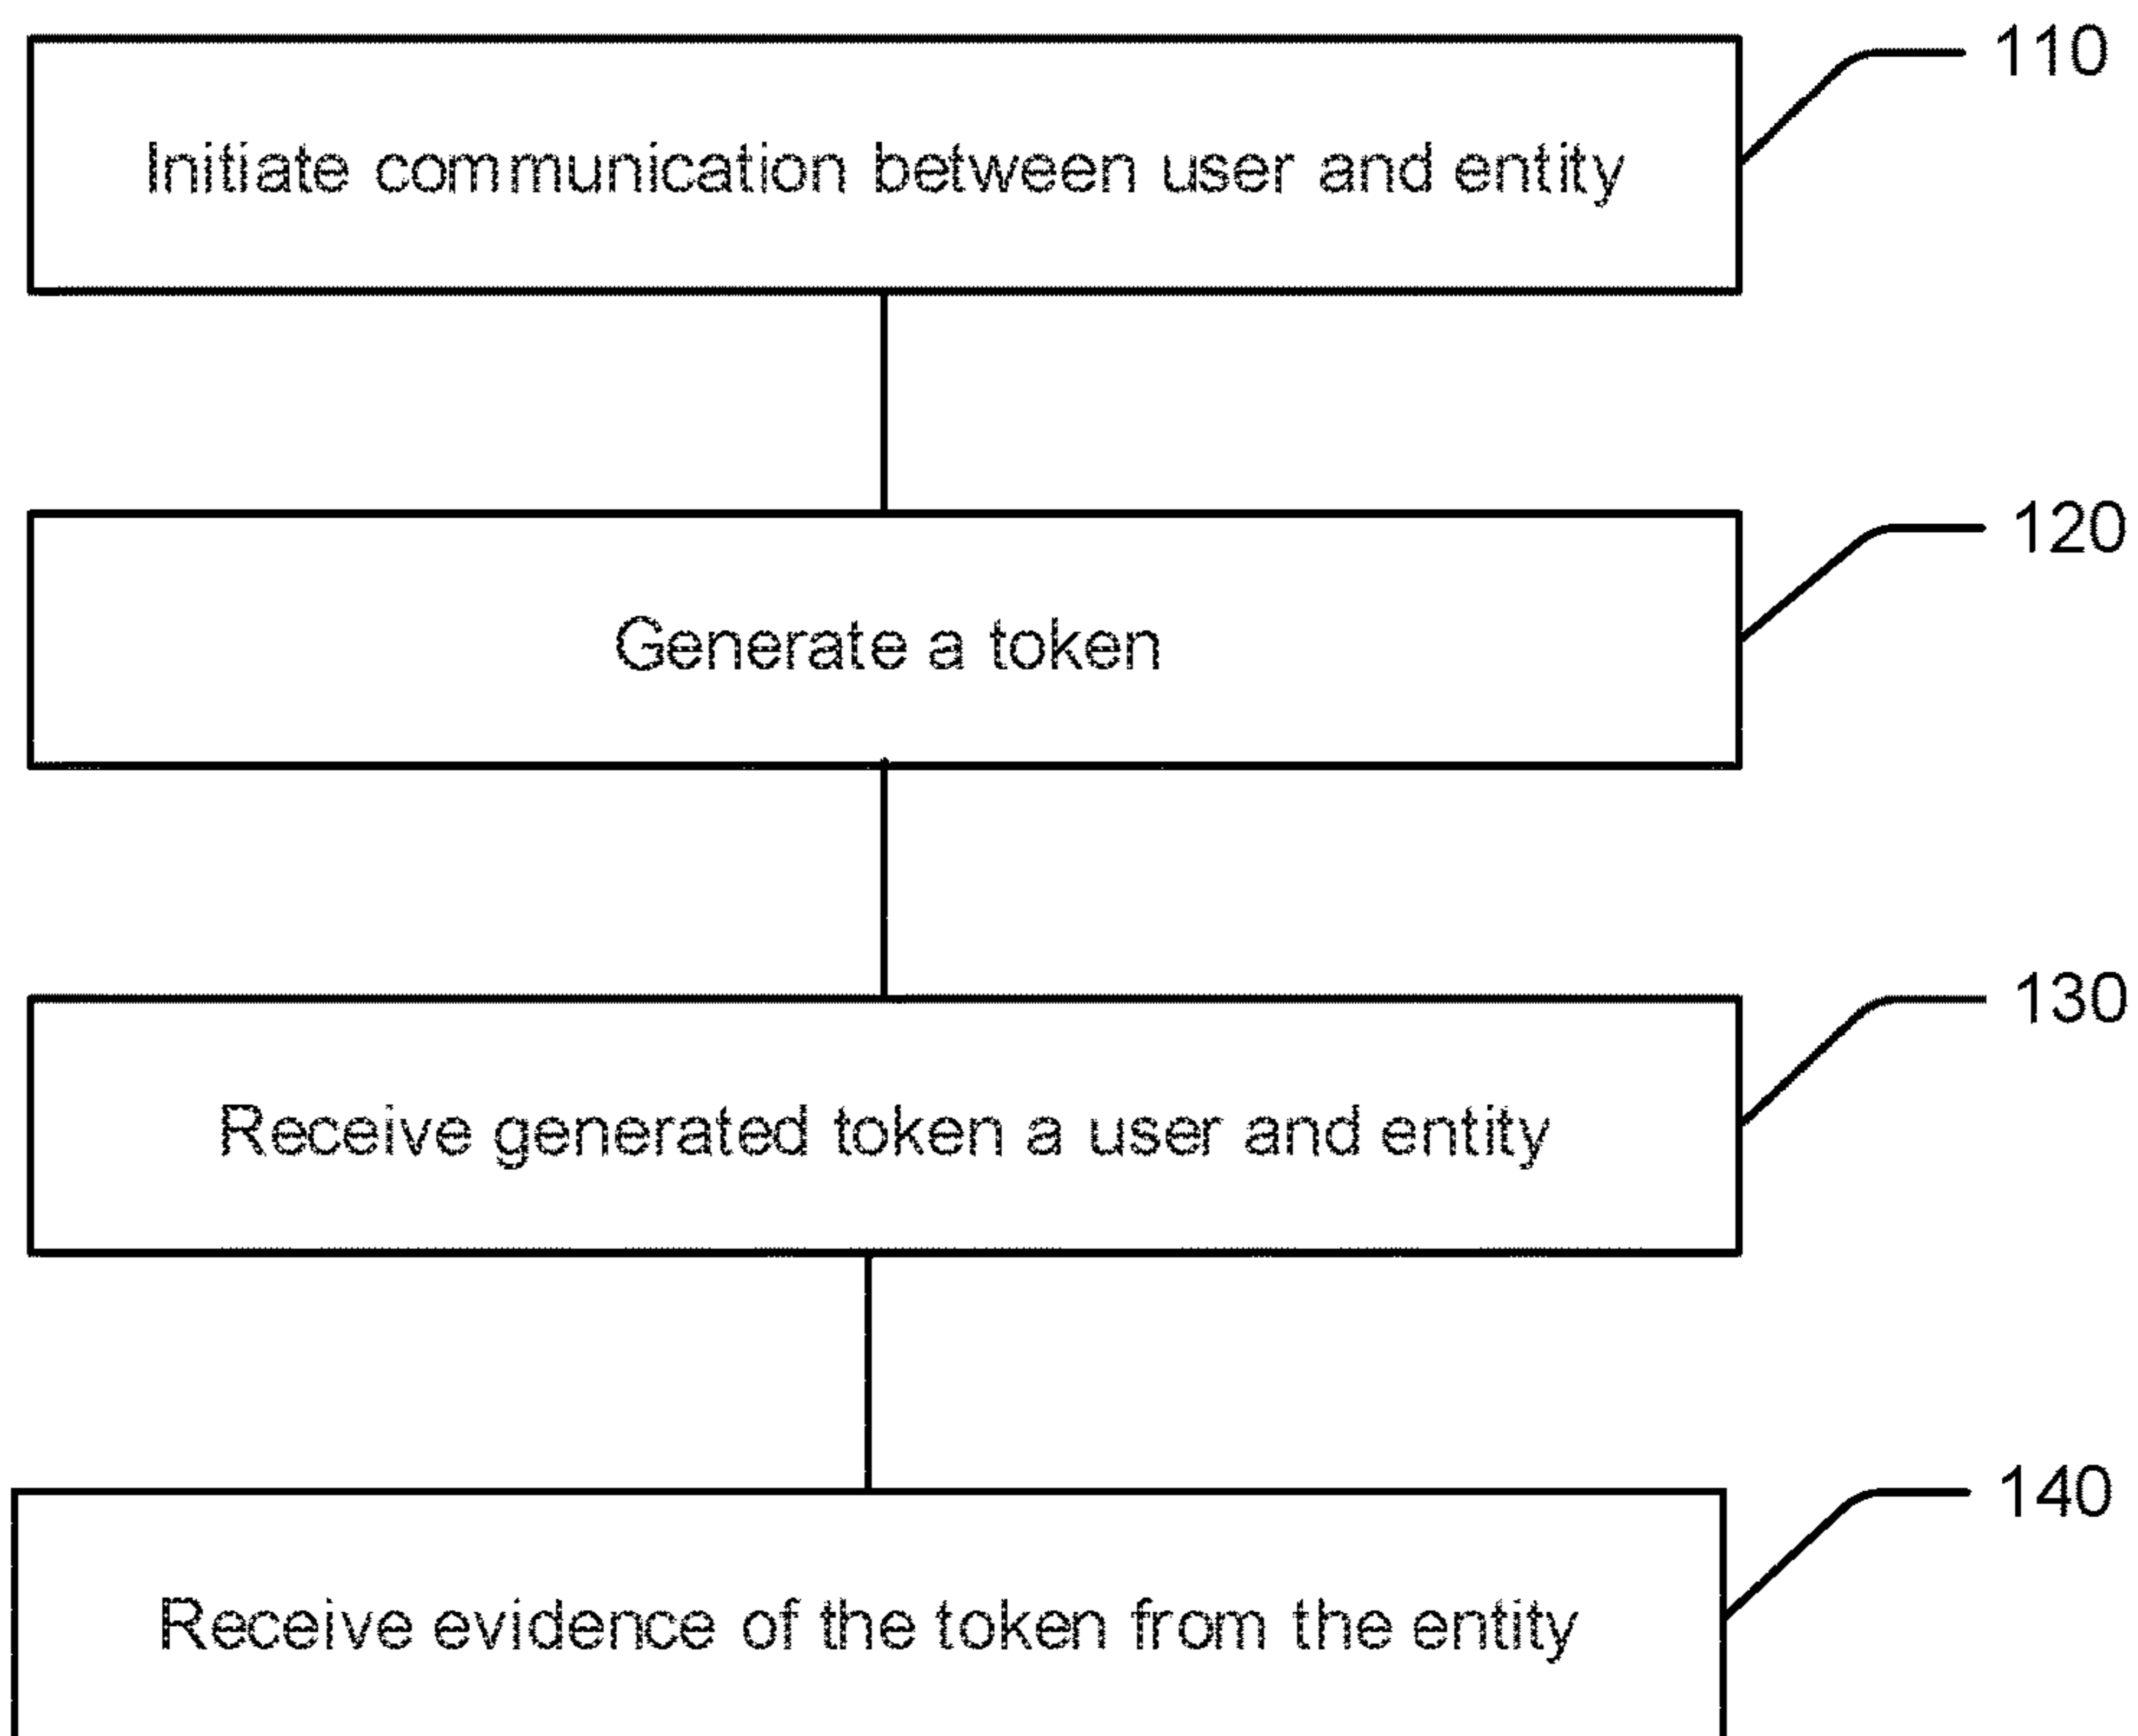 110
Initiate communication between user and entity
120
Generate a token
130
Receive generated token a user and entity
140
Receive evidence of the token from the entity